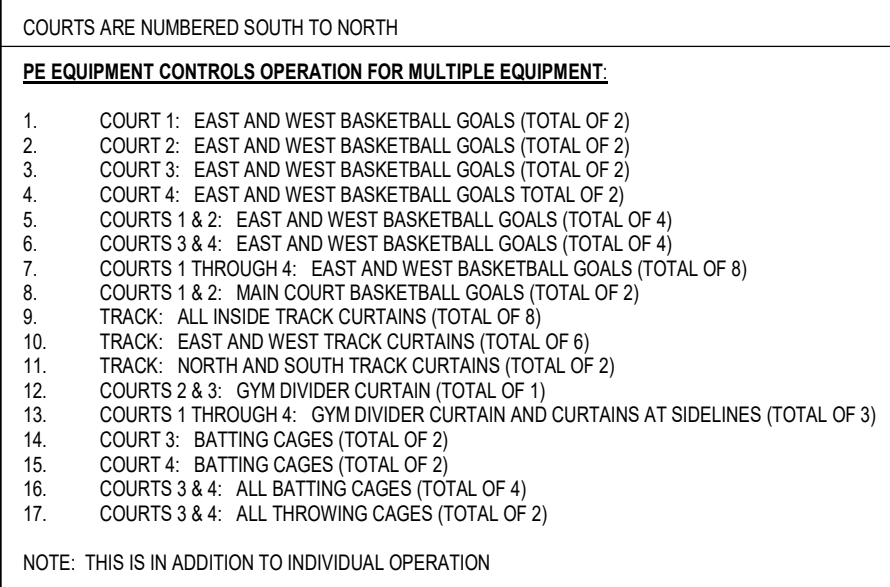 COURTS ARE NUMBERED SOUTH TO NORTH
PE EQUIPMENT CONTROLS OPERATION FOR MULTIPLE EQUIPMENT:
1. COURT 1: EAST AND WEST BASKETBALL GOALS (TOTAL OF 2)
2. COURT 2: EAST AND WEST BASKETBALL GOALS (TOTAL OF 2)
3. COURT 3: EAST AND WEST BASKETBALL GOALS (TOTAL OF 2)
4. COURT 4: EAST AND WEST BASKETBALL GOALS TOTAL OF 2)
5. COURTS 1 & 2: EAST AND WEST BASKETBALL GOALS (TOTAL OF 4)
6. COURTS 3 & 4: EAST AND WEST BASKETBALL GOALS (TOTAL OF 4)
7. COURTS 1 THROUGH 4: EAST AND WEST BASKETBALL GOALS (TOTAL OF 8)
8. COURTS 1 & 2: MAIN COURT BASKETBALL GOALS (TOTAL OF 2)
9. TRACK: ALL INSIDE TRACK CURTAINS (TOTAL OF 8)
10. TRACK: EAST AND WEST TRACK CURTAINS (TOTAL OF 6)
11. TRACK: NORTH AND SOUTH TRACK CURTAINS (TOTAL OF 2)
12. COURTS 2 & 3: GYM DIVIDER CURTAIN (TOTAL OF 1)
13. COURTS 1 THROUGH 4: GYM DIVIDER CURTAIN AND CURTAINS AT SIDELINES (TOTAL OF 3)
14. COURT 3: BATTING CAGES (TOTAL OF 2)
15. COURT 4: BATTING CAGES (TOTAL OF 2)
16. COURTS 3 & 4: ALL BATTING CAGES (TOTAL OF 4)
17. COURTS 3 & 4: ALL THROWING CAGES (TOTAL OF 2)
NOTE: THIS IS IN ADDITION TO INDIVIDUAL OPERATION